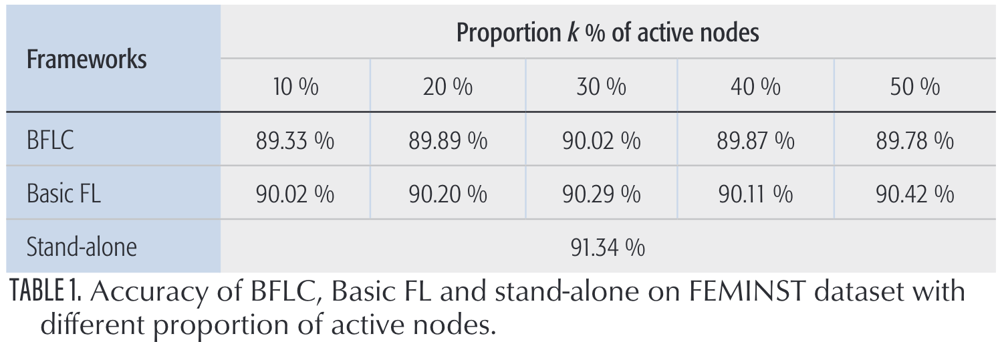 Frameworks
Proportion k % of active nodes
10 % 20 % 30 % 40 % 50 %
BFLC 89.33 % 89.89 % 90.02 % 89.87 % 89.78 %
Basic FL 90.02 % 90.20 % 90.29 % 90.11 % 90.42 %
Stand-alone 91.34 %
TABLE 1. Accuracy of BFLC, Basic FL and stand-alone on FEMINST dataset with
different proportion of active nodes.